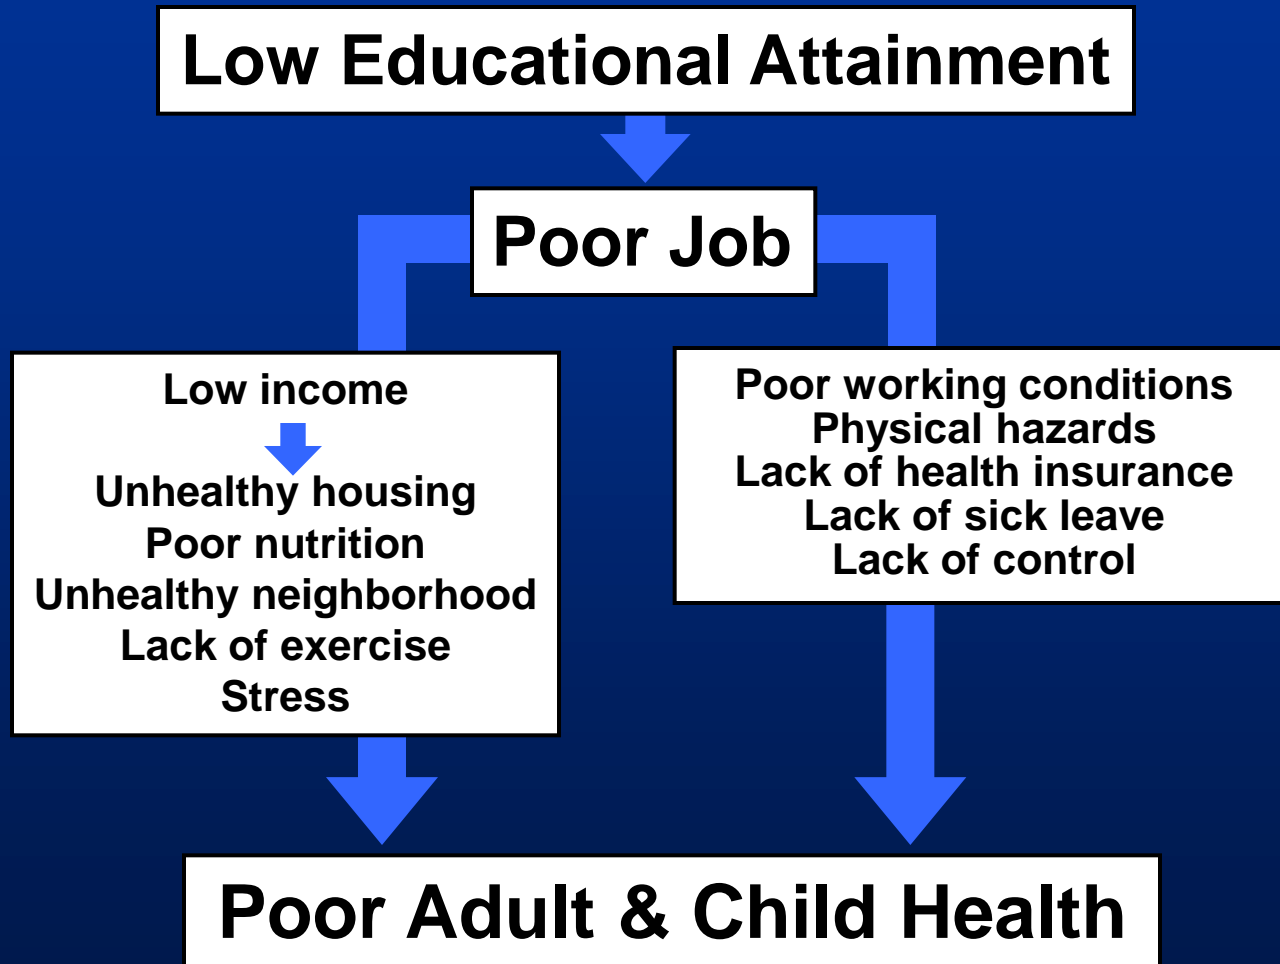 Low Educational Attainment
Poor Job
Low income
Unhealthy housing
Poor nutrition
Unhealthy neighborhood
Lack of exercise
Stress
Poor working conditions
Physical hazards
Lack of health insurance
Lack of sick leave
Lack of control
Poor Adult & Child Health